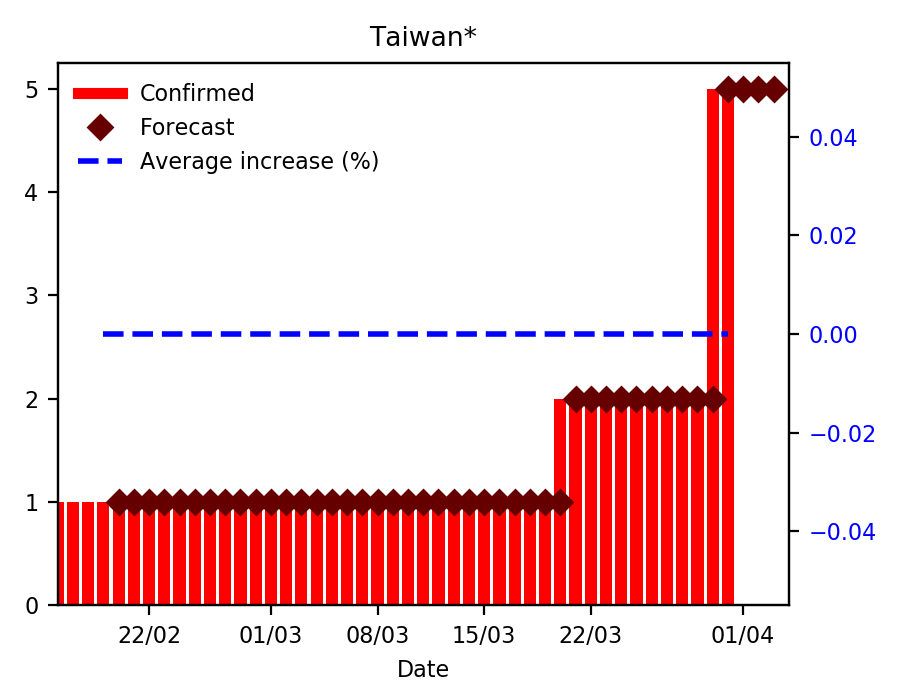 Taiwan*
Confirmed
Forecast
Average increase (%)
5
4
3
2
1
0
0.04
0.02
0.00
−0.02
−0.04
22/02 01/03 08/03 15/03 22/03 01/04
Date